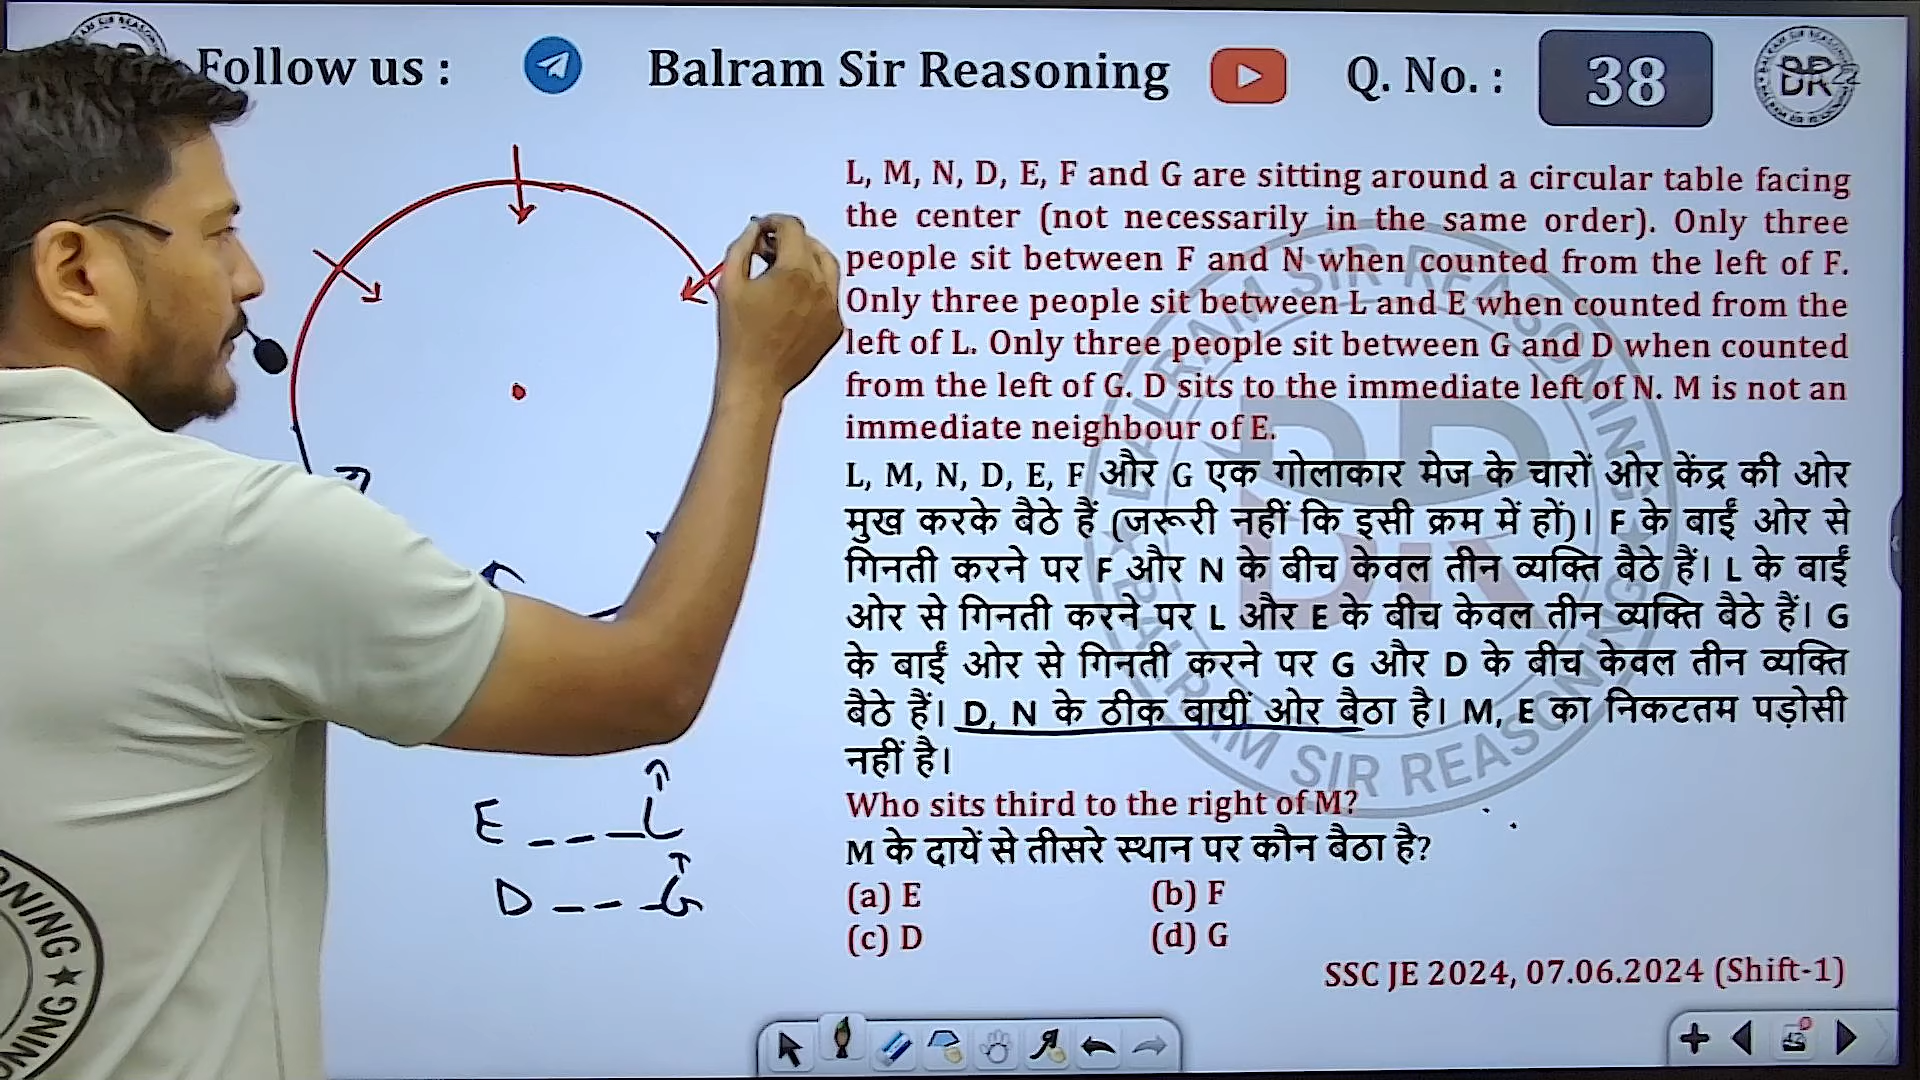 Follow us :
Balram Sir Reasoning
Q. No. :
38
L, M, N, D, E, F and G are sitting around a circular table facing
the center (not necessarily in the same order). Only three
people sit between F and N when counted from the left of F.
Only three people sit between L and E when counted from the
left of L. Only three people sit between G and D when counted
from the left of G. D sits to the immediate left of N. M is not an
immediate neighbour of E.
L, M, N, D, E, F और G एक गोलाकार मेज के चारों ओर केंद्र की ओर
मुख करके बैठे हैं (जरूरी नहीं कि इसी क्रम में हों)। F के बाईं ओर से
गिनती करने पर F और N के बीच केवल तीन व्यक्ति बैठे हैं। L के बाईं
ओर से गिनती करने पर L और E के बीच केवल तीन व्यक्ति बैठे हैं। G
के बाईं ओर से गिनती करने पर G और D के बीच केवल तीन व्यक्ति
बैठे हैं। D, N के ठीक बायीं ओर बैठा है। M, E का निकटतम पड़ोसी
नहीं है।
Who sits third to the right of M?
M के दायें से तीसरे स्थान पर कौन बैठा है?
(a) E (b) F
(c) D (d) G
SSC JE 2024, 07.06.2024 (Shift-1)
E _ _ _ L
D _ _ _ G
BALRAM SIR REASONING
BR